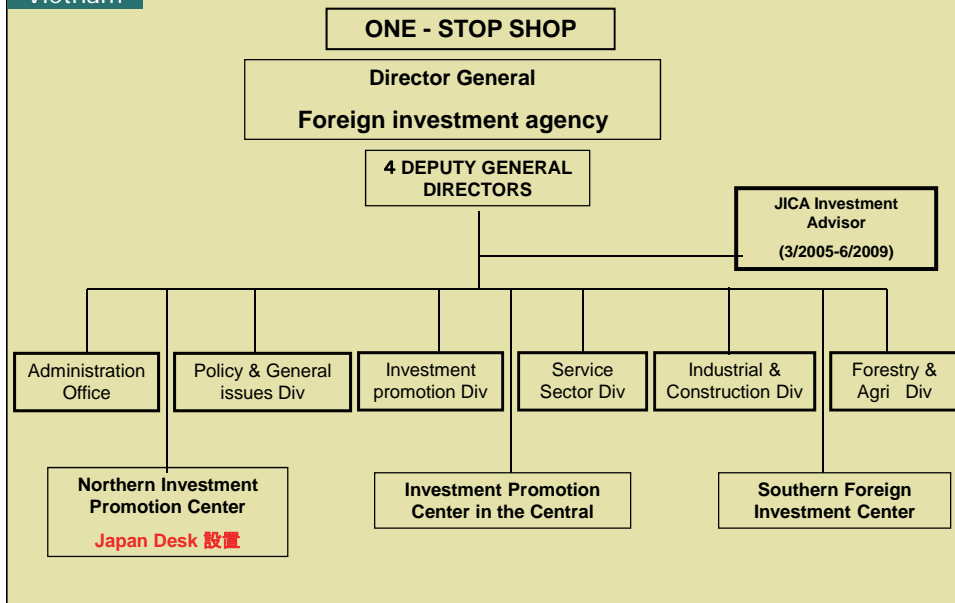 Vietnam
ONE - STOP SHOP
Director General
Foreign investment agency
4 DEPUTY GENERAL
DIRECTORS
JICA Investment
Advisor
(3/2005-6/2009)
Administration
Office
Policy & General
issues Div
Investment
promotion Div
Service
Sector Div
Industrial &
Construction Div
Forestry &
Agri Div
Northern Investment
Promotion Center
Japan Desk 設置
Investment Promotion
Center in the Central
Southern Foreign
Investment Center